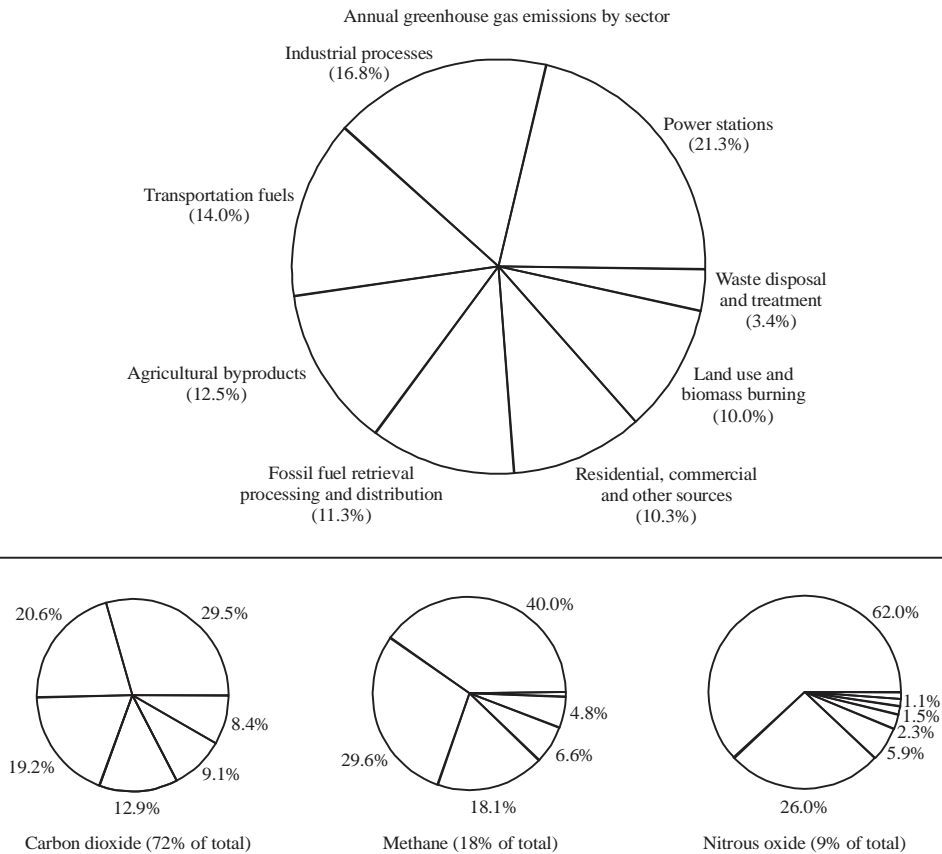 Annual greenhouse gas emissions by sector
Industrial processes
(16.8%)
Power stations
(21.3%)
Transportation fuels
(14.0%)
Waste disposal
and treatment
(3.4%)
Agricultural byproducts
(12.5%)
Land use and
biomass burning
(10.0%)
Fossil fuel retrieval
processing and distribution
(11.3%)
Residential, commercial
and other sources
(10.3%)
20.6%
29.5%
8.4%
9.1%
12.9%
19.2%
Carbon dioxide (72% of total)
40.0%
4.8%
6.6%
18.1%
29.6%
Methane (18% of total)
62.0%
1.1%
1.5%
2.3%
5.9%
26.0%
Nitrous oxide (9% of total)